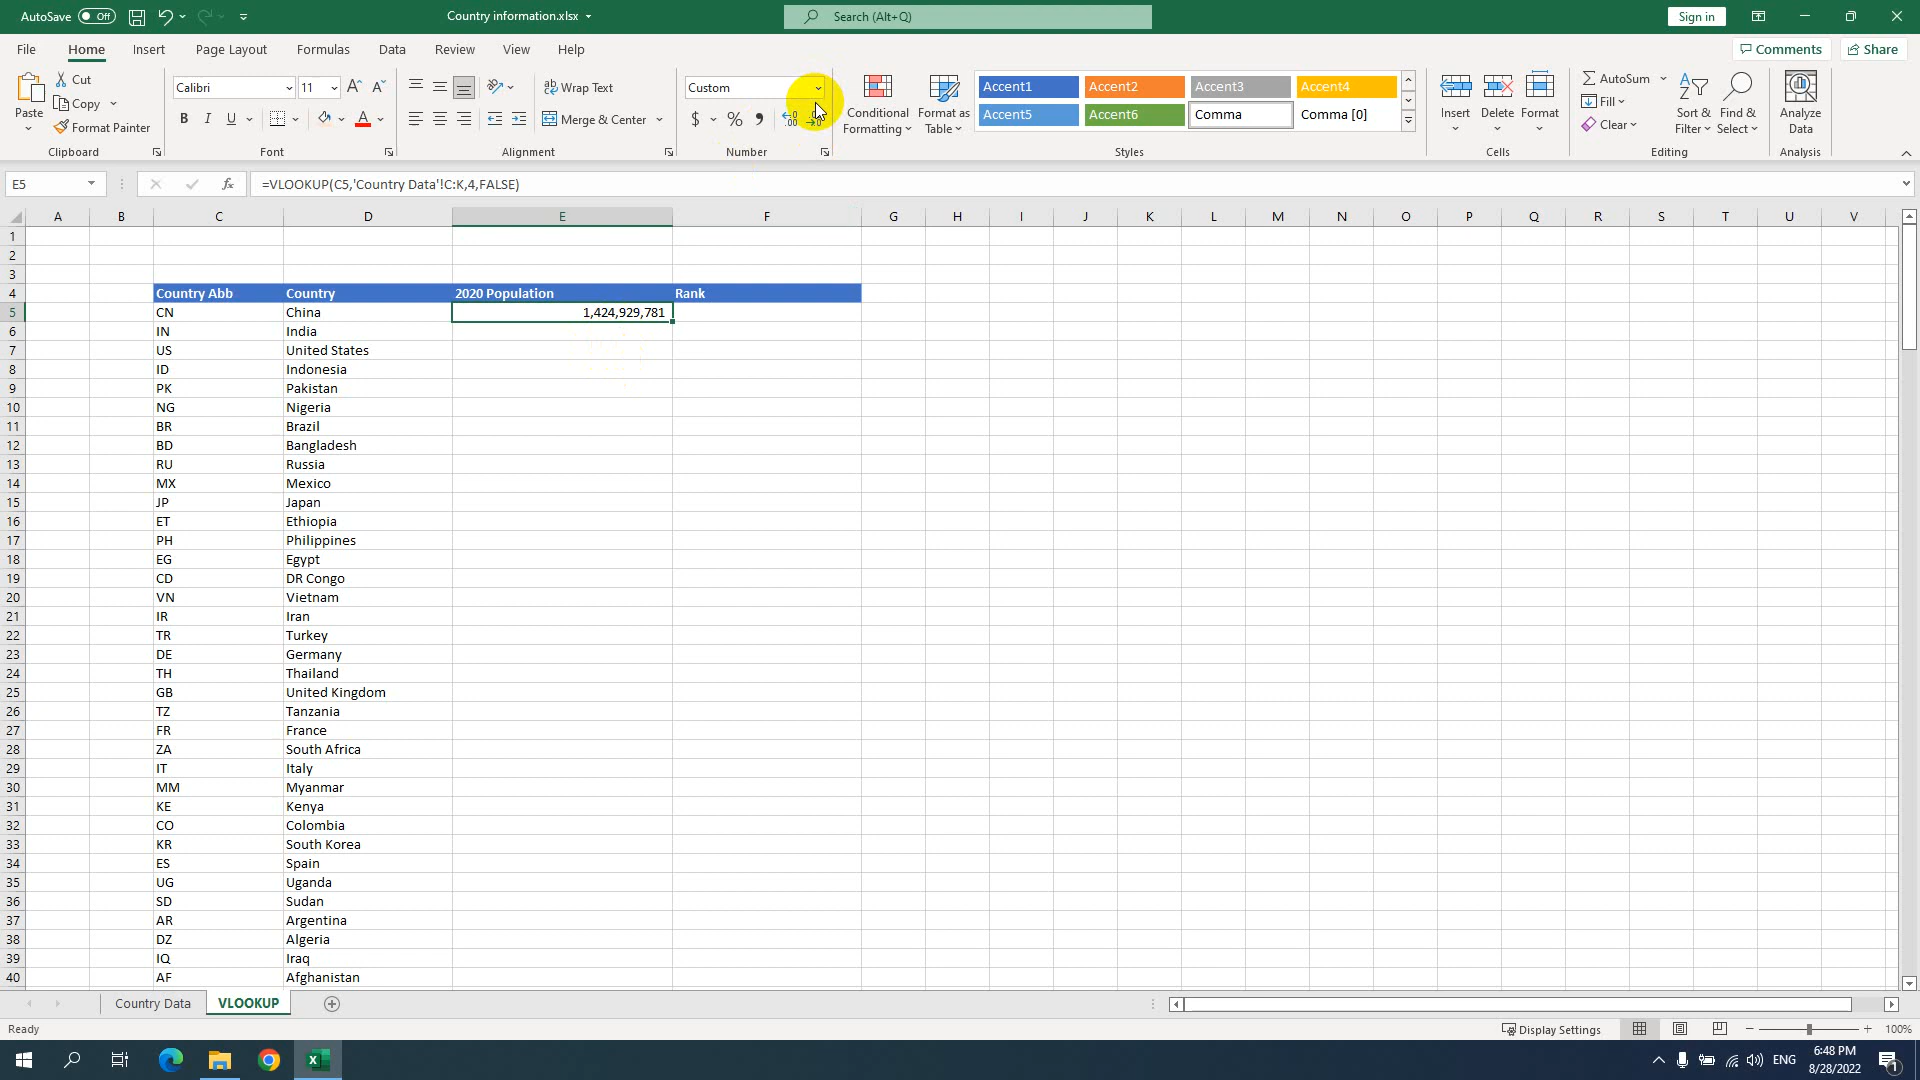 AutoSave Off Country information.xlsx Search (Alt+Q) Sign in
File Home Insert Page Layout Formulas Data Review View Help Comments Share
Paste Cut Copy Format Painter Clipboard
Calibri 11 A A B I U A Font
ab Wrap Text Merge & Center Alignment
Custom $ % , Number
Conditional Formatting Format as Table
Accent1 Accent2 Accent3 Accent4
Accent5 Accent6 Comma Comma [0]
Styles
Insert Delete Format Cells
AutoSum Fill Clear Sort & Filter Find & Select Editing
Analyze Data Analysis
E5 fx =VLOOKUP(C5,'Country Data'!C:K,4,FALSE)
A B C D E F G H I J K L M N O P Q R S T U V
1
2
3
4 Country Abb Country 2020 Population Rank
5 CN China 1,424,929,781
6 IN India
7 US United States
8 ID Indonesia
9 PK Pakistan
10 NG Nigeria
11 BR Brazil
12 BD Bangladesh
13 RU Russia
14 MX Mexico
15 JP Japan
16 ET Ethiopia
17 PH Philippines
18 EG Egypt
19 CD DR Congo
20 VN Vietnam
21 IR Iran
22 TR Turkey
23 DE Germany
24 TH Thailand
25 GB United Kingdom
26 TZ Tanzania
27 FR France
28 ZA South Africa
29 IT Italy
30 MM Myanmar
31 KE Kenya
32 CO Colombia
33 KR South Korea
34 ES Spain
35 UG Uganda
36 SD Sudan
37 AR Argentina
38 DZ Algeria
39 IQ Iraq
40 AF Afghanistan
Country Data VLOOKUP
Ready Display Settings 100%
ENG 6:48 PM
8/28/2022 1